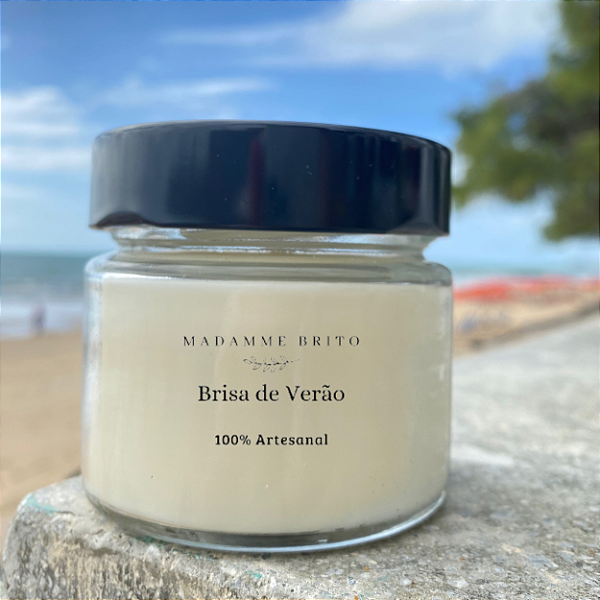 MADAMME BRITO
Brisa de Verão
100% Artesanal